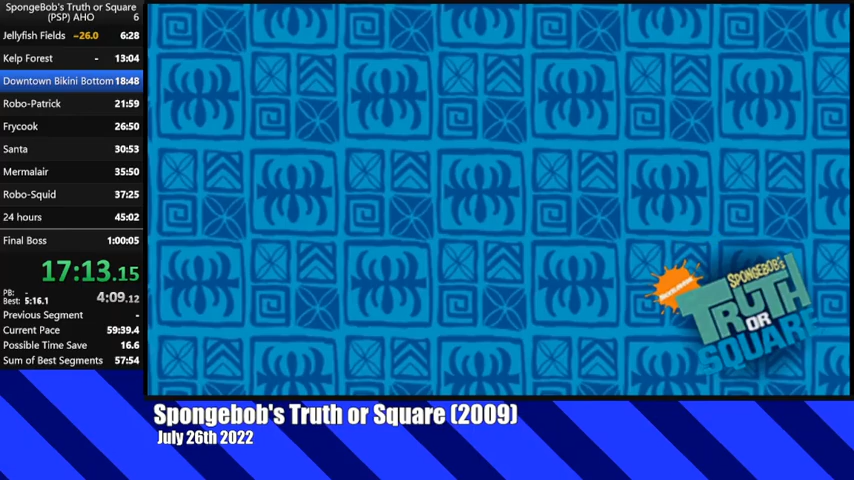 SpongeBob's Truth or Square
(PSP) AHO 6
Jellyfish Fields -26.0 6:28
Kelp Forest - 13:04
Downtown Bikini Bottom 18:48
Robo-Patrick 21:59
Frycook 26:50
Santa 30:53
Mermalair 35:50
Robo-Squid 37:25
24 hours 45:02
Final Boss 1:00:05
17:13.15
PB: -
Best: 5:16.1 4:09.12
Previous Segment -
Current Pace 59:39.4
Possible Time Save 16.6
Sum of Best Segments 57:54
NICKELODEON
SPONGEBOB'S
TRUTH
OR
SQUARE
Spongebob's Truth or Square (2009)
July 26th 2022